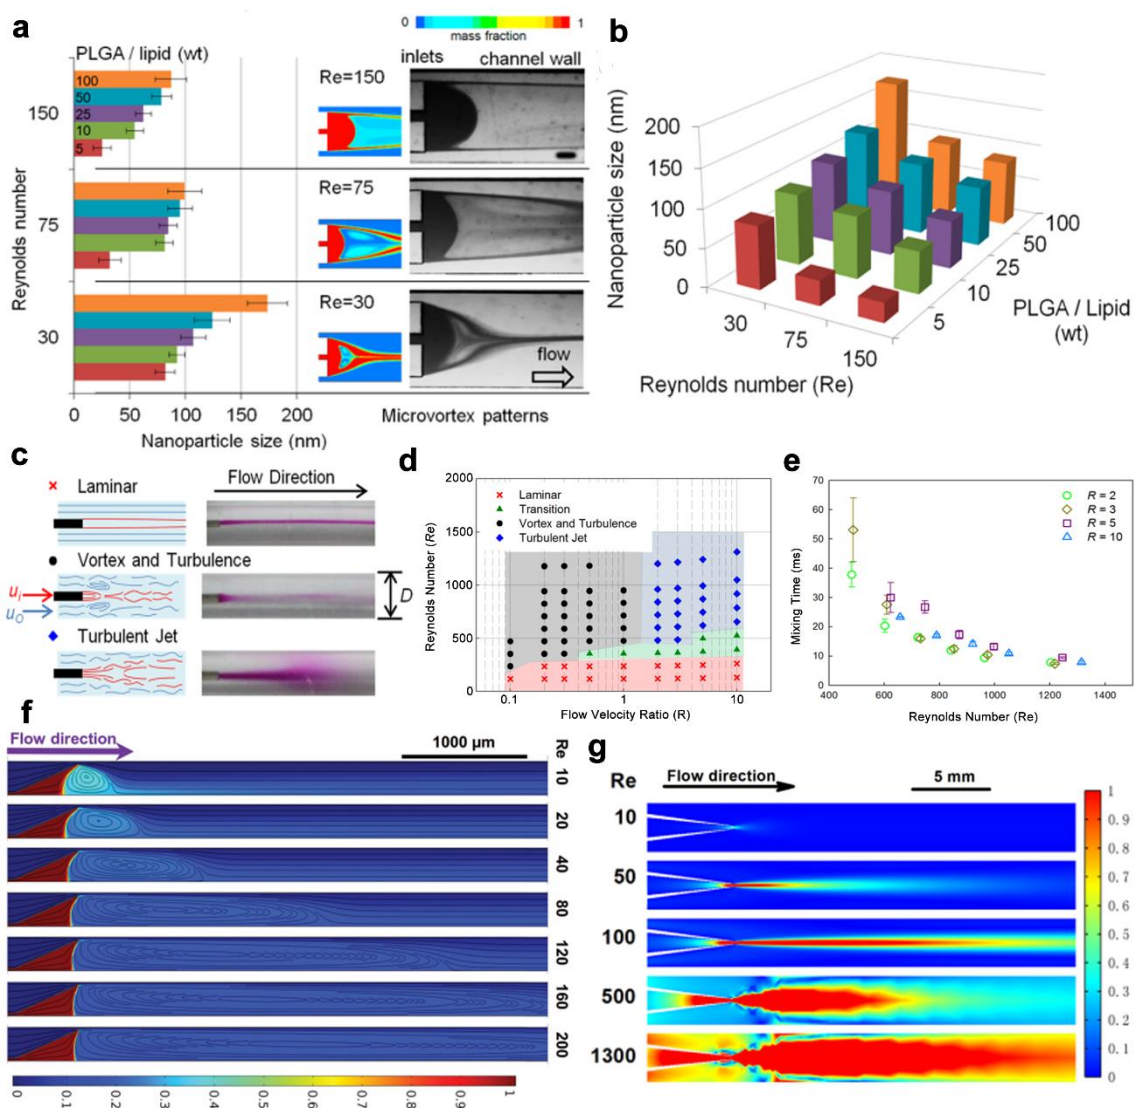 a
0
1
mass fraction
PLGA / lipid (wt)
inlets
channel wall
Reynolds number
150
100
50
25
10
5
Re=150
75
Re=75
30
Re=30
flow
0
50
100
150
200
Nanoparticle size (nm)
Microvortex patterns
b
Nanoparticle size (nm)
200
150
100
50
0
30
75
150
Reynolds number (Re)
5
10
25
50
100
PLGA / Lipid
(wt)
c
× Laminar
Flow Direction
● Vortex and Turbulence
ui
uo
D
◆ Turbulent Jet
d
Reynolds Number (Re)
2000
1500
1000
500
0
× Laminar
▲ Transition
● Vortex and Turbulence
◆ Turbulent Jet
0.1
1
10
Flow Velocity Ratio (R)
e
Mixing Time (ms)
70
60
50
40
30
20
10
0
R = 2
R = 3
R = 5
R = 10
400
600
800
1000
1200
1400
Reynolds Number (Re)
f
Flow direction
1000 µm
Re
10
20
40
80
120
160
200
0
0.1
0.2
0.3
0.4
0.5
0.6
0.7
0.8
0.9
1
g
Re
Flow direction
5 mm
10
50
100
500
1300
1
0.9
0.8
0.7
0.6
0.5
0.4
0.3
0.2
0.1
0